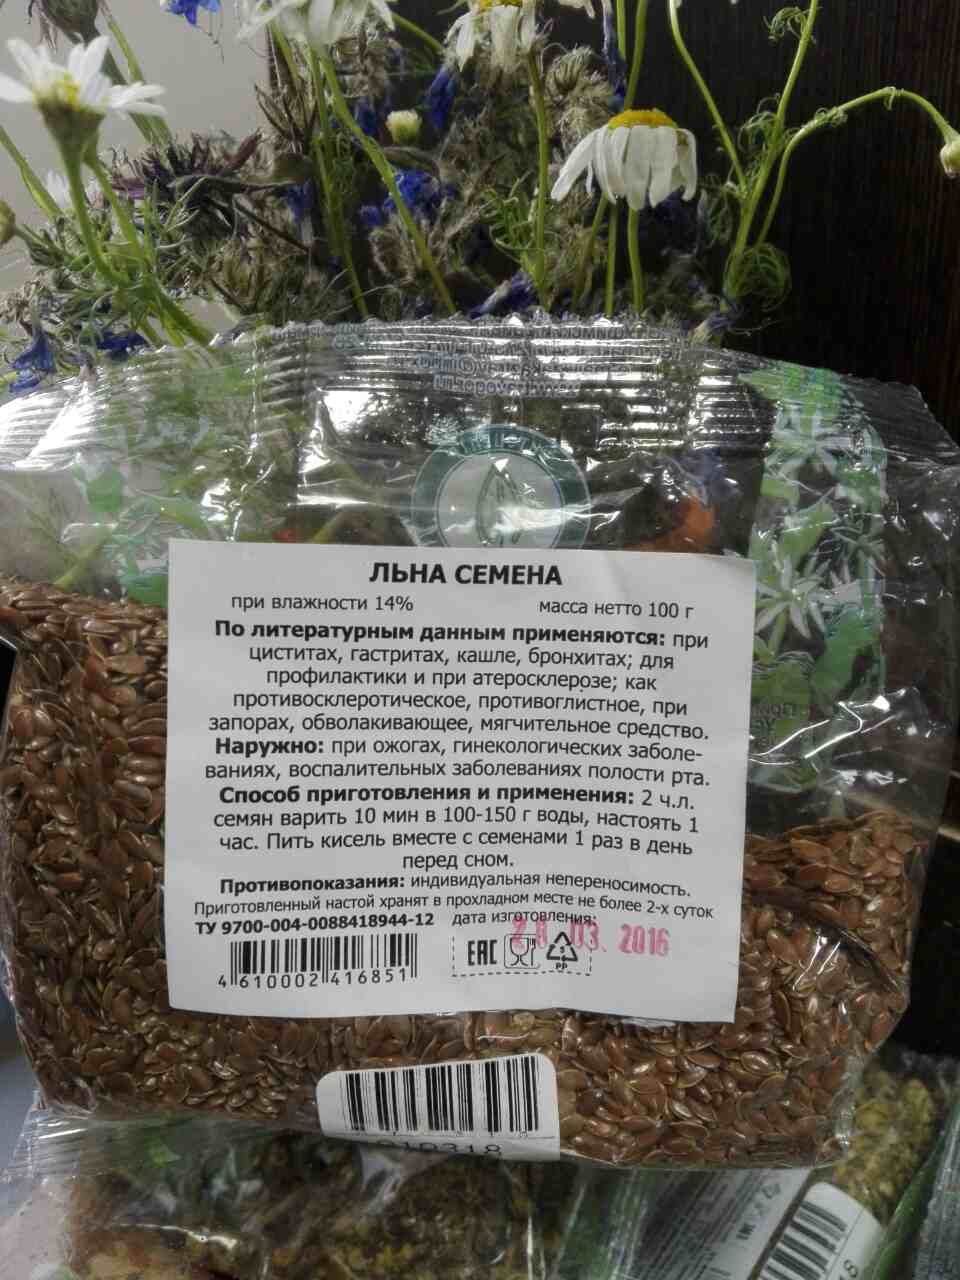 ЛЬНА СЕМЕНА
при влажности 14% масса нетто 100 г
По литературным данным применяются: при
циститах, гастритах, кашле, бронхитах; для
профилактики и при атеросклерозе; как
противосклеротическое, противоглистное, при
запорах, обволакивающее, мягчительное средство.
Наружно: при ожогах, гинекологических заболе-
ваниях, воспалительных заболеваниях полости рта.
Способ приготовления и применения: 2 ч.л.
семян варить 10 мин в 100-150 г воды, настоять 1
час. Пить кисель вместе с семенами 1 раз в день
перед сном.
Противопоказания: индивидуальная непереносимость.
Приготовленный настой хранят в прохладном месте не более 2-х суток
ТУ 9700-004-0088418944-12 дата изготовления:
03. 2016
4 610002 416851
EAC
5
PP